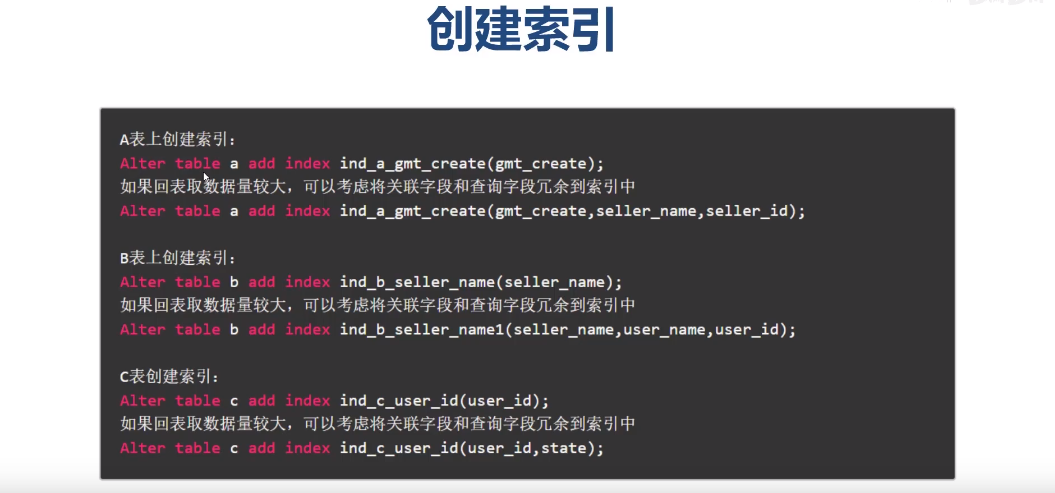 创建索引
A表上创建索引：
Alter table a add index ind_a_gmt_create(gmt_create);
如果回表取数据量较大，可以考虑将关联字段和查询字段冗余到索引中
Alter table a add index ind_a_gmt_create(gmt_create,seller_name,seller_id);
B表上创建索引：
Alter table b add index ind_b_seller_name(seller_name);
如果回表取数据量较大，可以考虑将关联字段和查询字段冗余到索引中
Alter table b add index ind_b_seller_name1(seller_name,user_name,user_id);
C表创建索引：
Alter table c add index ind_c_user_id(user_id);
如果回表取数据量较大，可以考虑将关联字段和查询字段冗余到索引中
Alter table c add index ind_c_user_id(user_id,state);